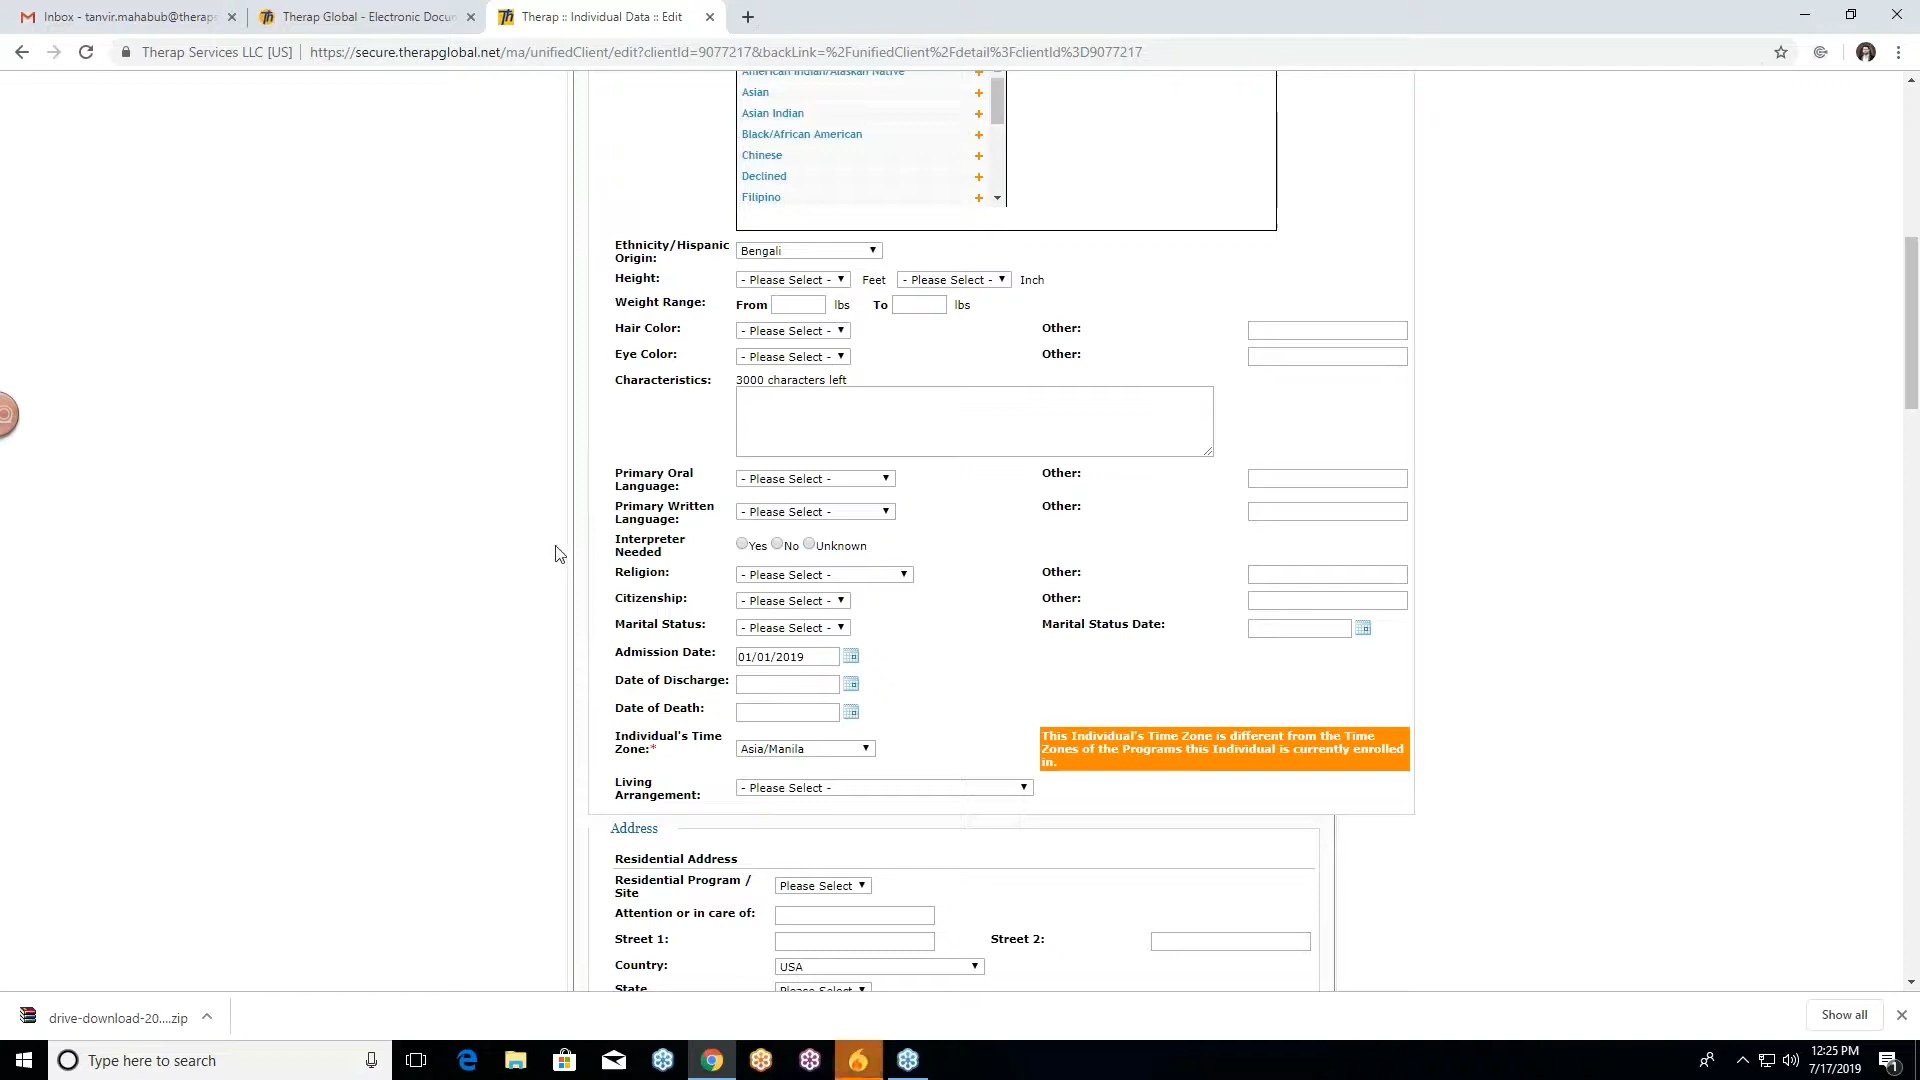 Inbox - tanvir.mahabub@theraps
Therap Global - Electronic Docun
Therap :: Individual Data :: Edit
Therap Services LLC [US] | https://secure.therapglobal.net/ma/unifiedClient/edit?clientId=9077217&backLink=%2FunifiedClient%2Fdetail%3FclientId%3D9077217
American Indian/Alaskan Native
Asian
Asian Indian
Black/African American
Chinese
Declined
Filipino
Ethnicity/Hispanic Origin: Bengali
Height: - Please Select - Feet - Please Select - Inch
Weight Range: From lbs To lbs
Hair Color: - Please Select - Other:
Eye Color: - Please Select - Other:
Characteristics: 3000 characters left
Primary Oral
Language: - Please Select - Other:
Primary Written
Language: - Please Select - Other:
Interpreter
Needed Yes No Unknown
Religion: - Please Select - Other:
Citizenship: - Please Select - Other:
Marital Status: - Please Select - Marital Status Date:
Admission Date: 01/01/2019
Date of Discharge:
Date of Death:
Individual's Time
Zone:* Asia/Manila
This Individual's Time Zone is different from the Time
Zones of the Programs this Individual is currently enrolled
in.
Living
Arrangement: - Please Select -
Address
Residential Address
Residential Program /
Site Please Select
Attention or in care of:
Street 1: Street 2:
Country: USA
State Please Select
drive-download-20....zip
Show all
Type here to search
12:25 PM
7/17/2019
1